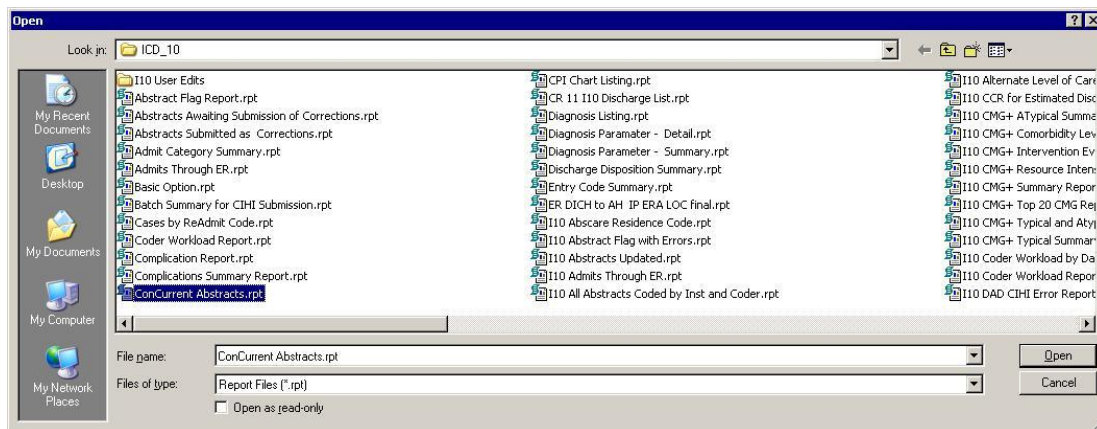 Open
Look in:
ICD_10
My Recent
Documents
Desktop
My Documents
My Computer
My Network
Places
I10 User Edits
Abstract Flag Report.rpt
Abstracts Awaiting Submission of Corrections.rpt
Abstracts Submitted as  Corrections.rpt
Admit Category Summary.rpt
Admits Through ER.rpt
Basic Option.rpt
Batch Summary for CIHI Submission.rpt
Cases by ReAdmit Code.rpt
Coder Workload Report.rpt
Complication Report.rpt
Complications Summary Report.rpt
ConCurrent Abstracts.rpt
CPI Chart Listing.rpt
CR 11 I10 Discharge List.rpt
Diagnosis Listing.rpt
Diagnosis Paramater -  Detail.rpt
Diagnosis Parameter -  Summary.rpt
Discharge Disposition Summary.rpt
Entry Code Summary.rpt
ER DICH to AH  IP ERA LOC final.rpt
I10 Abscare Residence Code.rpt
I10 Abstract Flag with Errors.rpt
I10 Abstracts Updated.rpt
I10 Admits Through ER.rpt
I10 All Abstracts Coded by Inst and Coder.rpt
I10 Alternate Level of Care
I10 CCR for Estimated Disc
I10 CMG+ ATypical Summa
I10 CMG+ Comorbidity Lev
I10 CMG+ Intervention Ev
I10 CMG+ Resource Inten
I10 CMG+ Summary Repor
I10 CMG+ Top 20 CMG Rep
I10 CMG+ Typical and Aty
I10 CMG+ Typical Summar
I10 Coder Workload by Da
I10 Coder Workload Repor
I10 DAD CIHI Error Report
File name:
ConCurrent Abstracts.rpt
Open
Files of type:
Report Files (*.rpt)
Cancel
Open as read-only